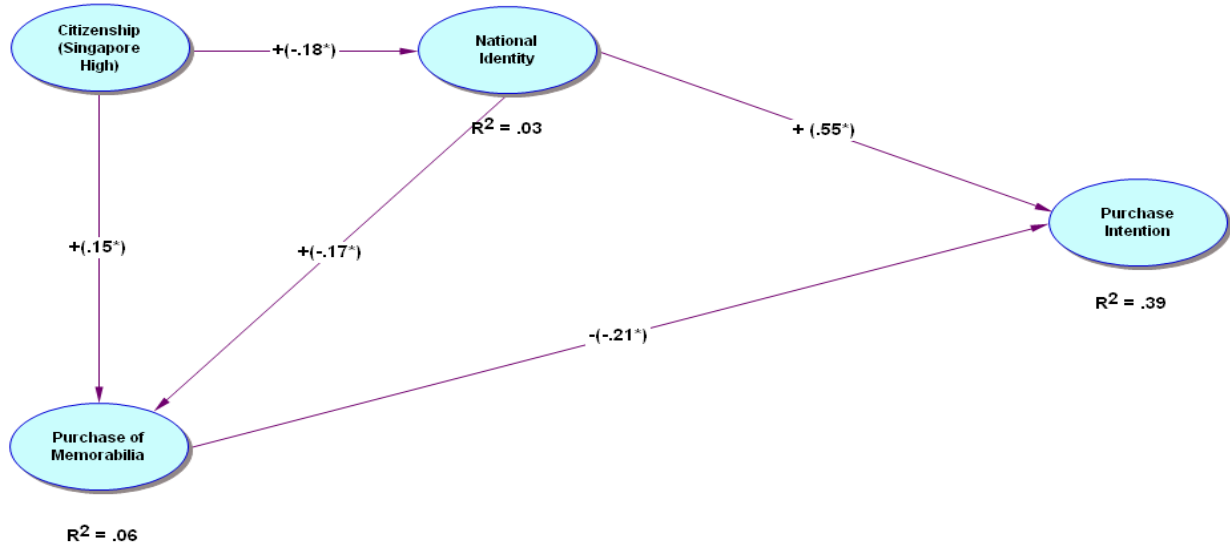 Citizenship
(Singapore
High)
+(-.18*)
National
Identity
R2 = .03
+ (.55*)
Purchase
Intention
R2 = .39
+(.15*)
+(-.17*)
-(-.21*)
Purchase of
Memorabilia
R2 = .06